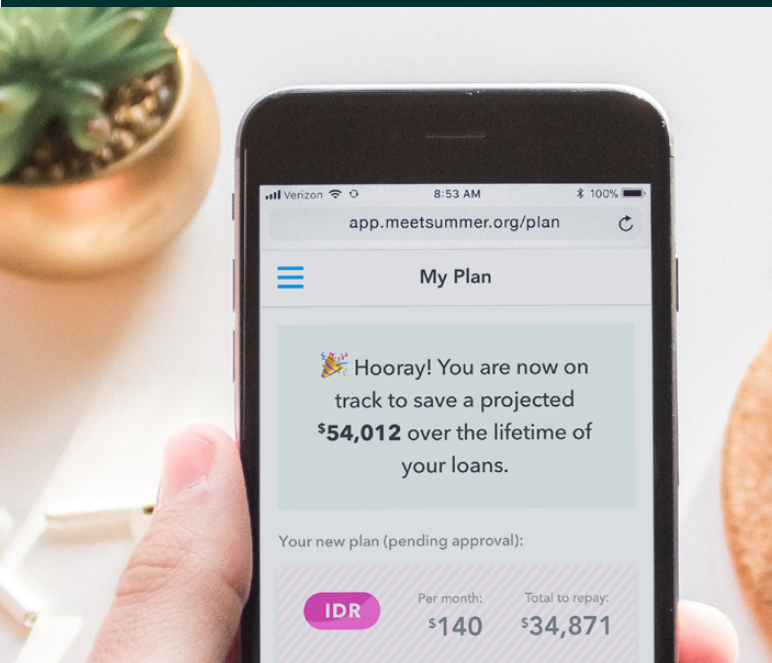 Verizon 8:53 AM 100%
app.meetsummer.org/plan
My Plan
🎉 Hooray! You are now on
track to save a projected
$54,012 over the lifetime of
your loans.
Your new plan (pending approval):
IDR
Per month: Total to repay:
$140 $34,871